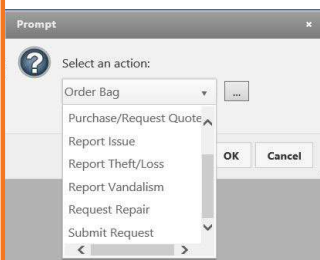 Prompt
Select an action:
Order Bag
...
Purchase/Request Quote
Report Issue
Report Theft/Loss
OK Cancel
Report Vandalism
Request Repair
Submit Request